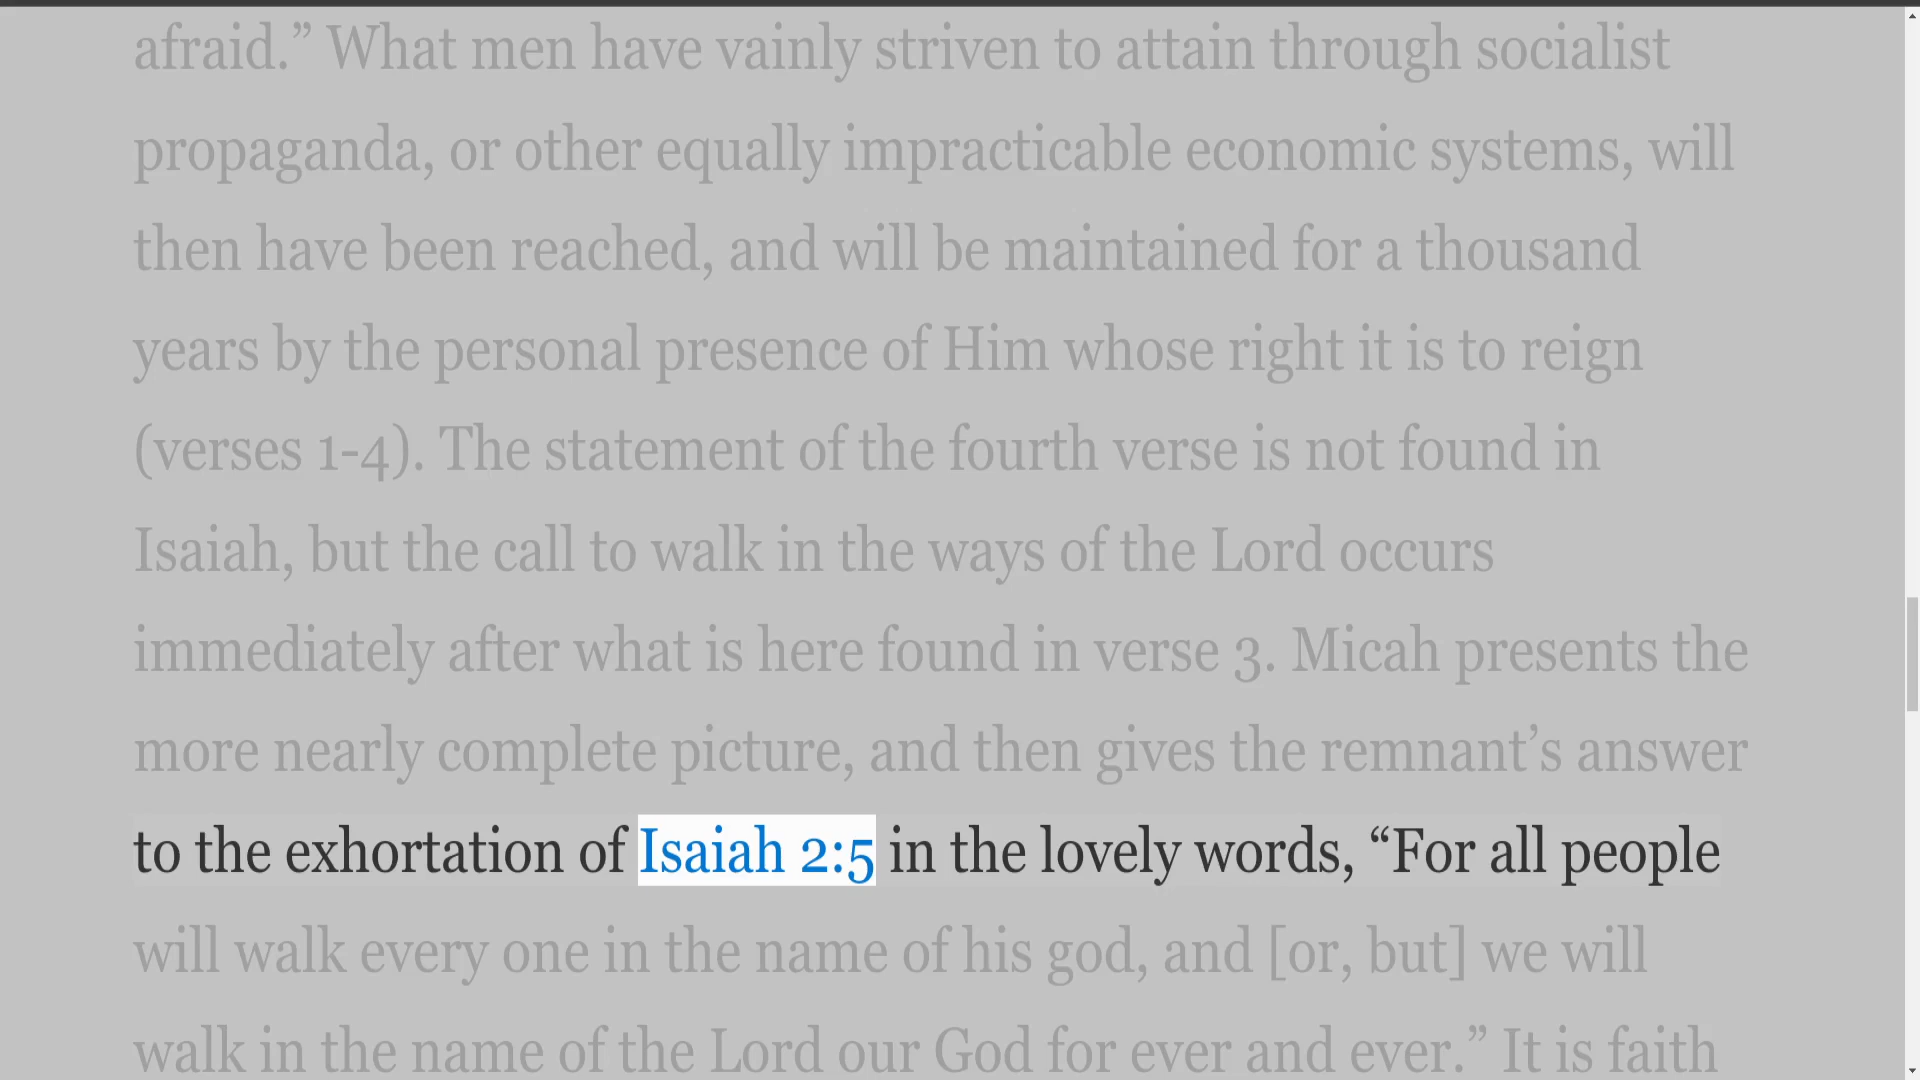 afraid.” What men have vainly striven to attain through socialist
propaganda, or other equally impracticable economic systems, will
then have been reached, and will be maintained for a thousand
years by the personal presence of Him whose right it is to reign
(verses 1-4). The statement of the fourth verse is not found in
Isaiah, but the call to walk in the ways of the Lord occurs
immediately after what is here found in verse 3. Micah presents the
more nearly complete picture, and then gives the remnant’s answer
to the exhortation of Isaiah 2:5 in the lovely words, “For all people
will walk every one in the name of his god, and [or, but] we will
walk in the name of the Lord our God for ever and ever.” It is faith